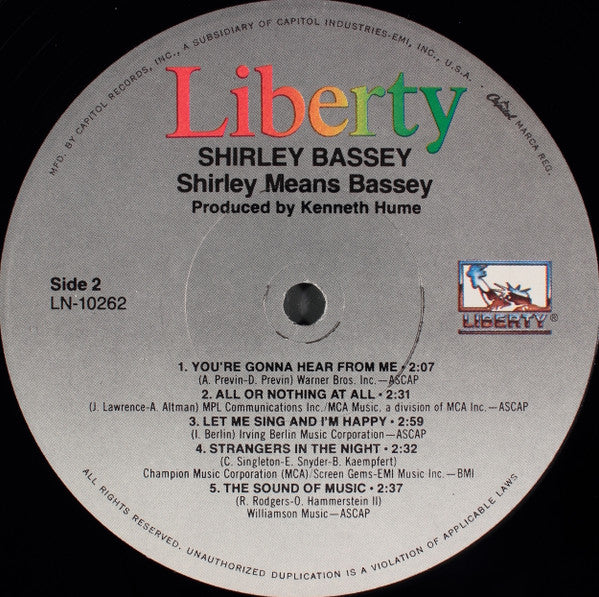 MFD. BY CAPITOL RECORDS, INC., A SUBSIDIARY OF CAPITOL INDUSTRIES-EMI, INC., U.S.A. • Capitol MARCA REG.
Liberty
SHIRLEY BASSEY
Shirley Means Bassey
Produced by Kenneth Hume
Side 2
LN-10262
LIBERTY®
1. YOU'RE GONNA HEAR FROM ME • 2:07
(A. Previn-D. Previn) Warner Bros. Inc.—ASCAP
2. ALL OR NOTHING AT ALL • 2:31
(J. Lawrence-A. Altman) MPL Communications Inc./MCA Music, a division of MCA Inc.—ASCAP
3. LET ME SING AND I'M HAPPY • 2:59
(I. Berlin) Irving Berlin Music Corporation—ASCAP
4. STRANGERS IN THE NIGHT • 2:32
(C. Singleton-E. Snyder-B. Kaempfert)
Champion Music Corporation (MCA)/Screen Gems-EMI Music Inc.—BMI
5. THE SOUND OF MUSIC • 2:37
(R. Rodgers-O. Hammerstein II)
Williamson Music—ASCAP
ALL RIGHTS RESERVED. UNAUTHORIZED DUPLICATION IS A VIOLATION OF APPLICABLE LAWS